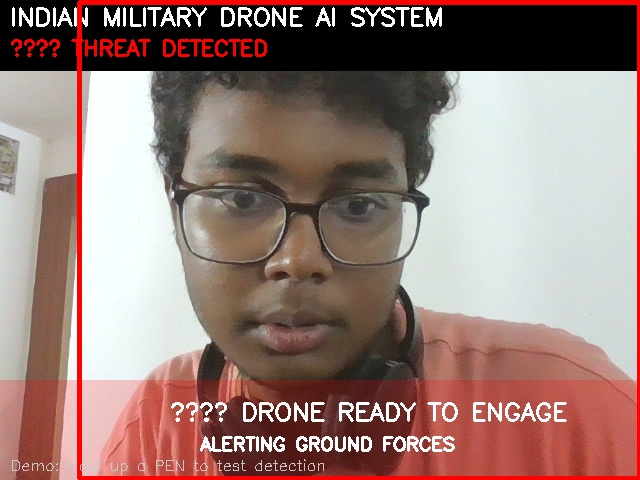 INDIAN MILITARY DRONE AI SYSTEM
???? THREAT DETECTED
???? DRONE READY TO ENGAGE
ALERTING GROUND FORCES
Demo: up a PEN to test detection